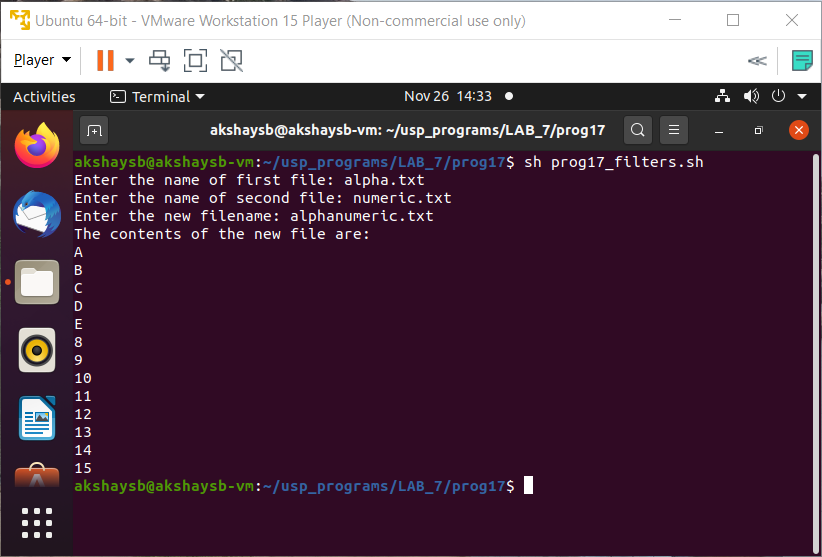 Ubuntu 64-bit - VMware Workstation 15 Player (Non-commercial use only)
Player
Activities Terminal Nov 26 14:33
akshaysb@akshaysb-vm: ~/usp_programs/LAB_7/prog17
akshaysb@akshaysb-vm:~/usp_programs/LAB_7/prog17$ sh prog17_filters.sh
Enter the name of first file: alpha.txt
Enter the name of second file: numeric.txt
Enter the new filename: alphanumeric.txt
The contents of the new file are:
A
B
C
D
E
8
9
10
11
12
13
14
15
akshaysb@akshaysb-vm:~/usp_programs/LAB_7/prog17$